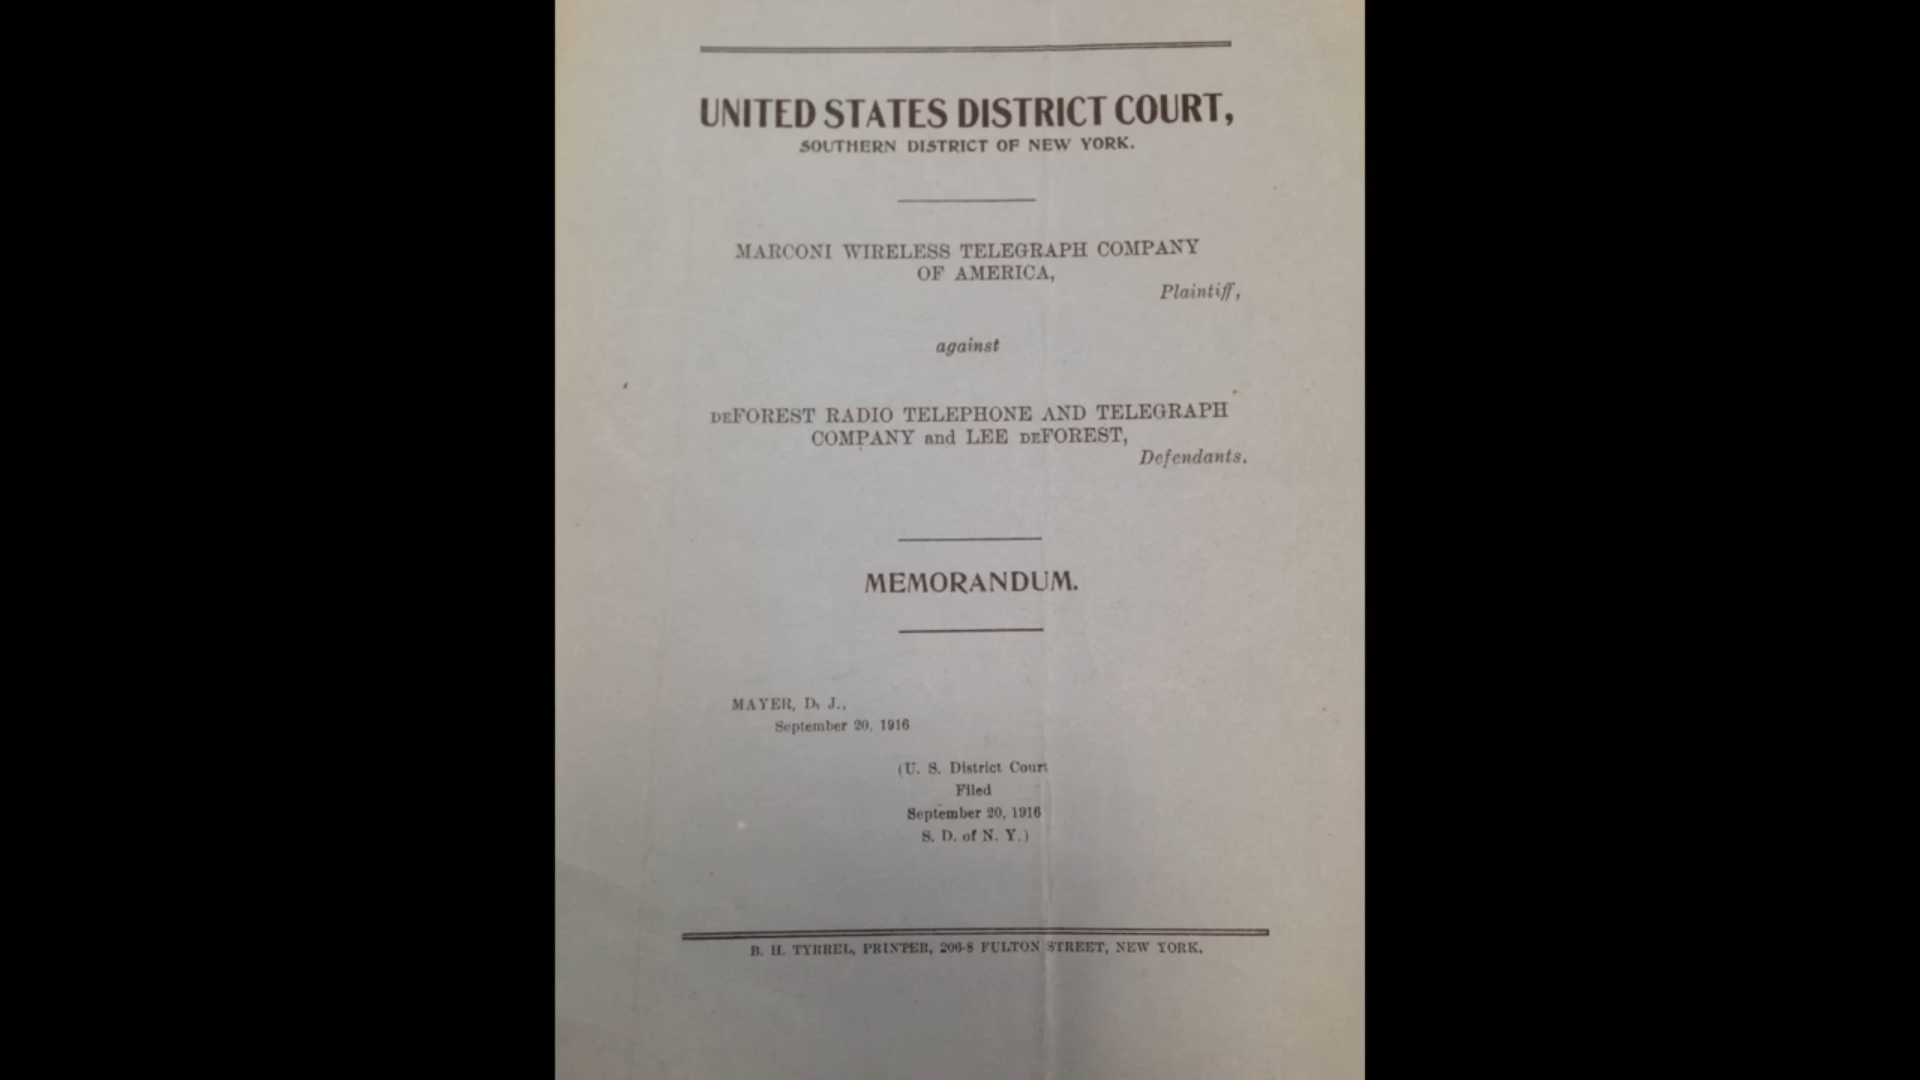 UNITED STATES DISTRICT COURT,
SOUTHERN DISTRICT OF NEW YORK.
MARCONI WIRELESS TELEGRAPH COMPANY
OF AMERICA,
Plaintiff,
against
DEFOREST RADIO TELEPHONE AND TELEGRAPH
COMPANY and LEE DEFOREST,
Defendants.
MEMORANDUM.
MAYER, D. J.,
September 20, 1916
(U. S. District Court
Filed
September 20, 1916
S. D. of N. Y.)
B. H. TYRREL, PRINTER, 206-8 FULTON STREET, NEW YORK.